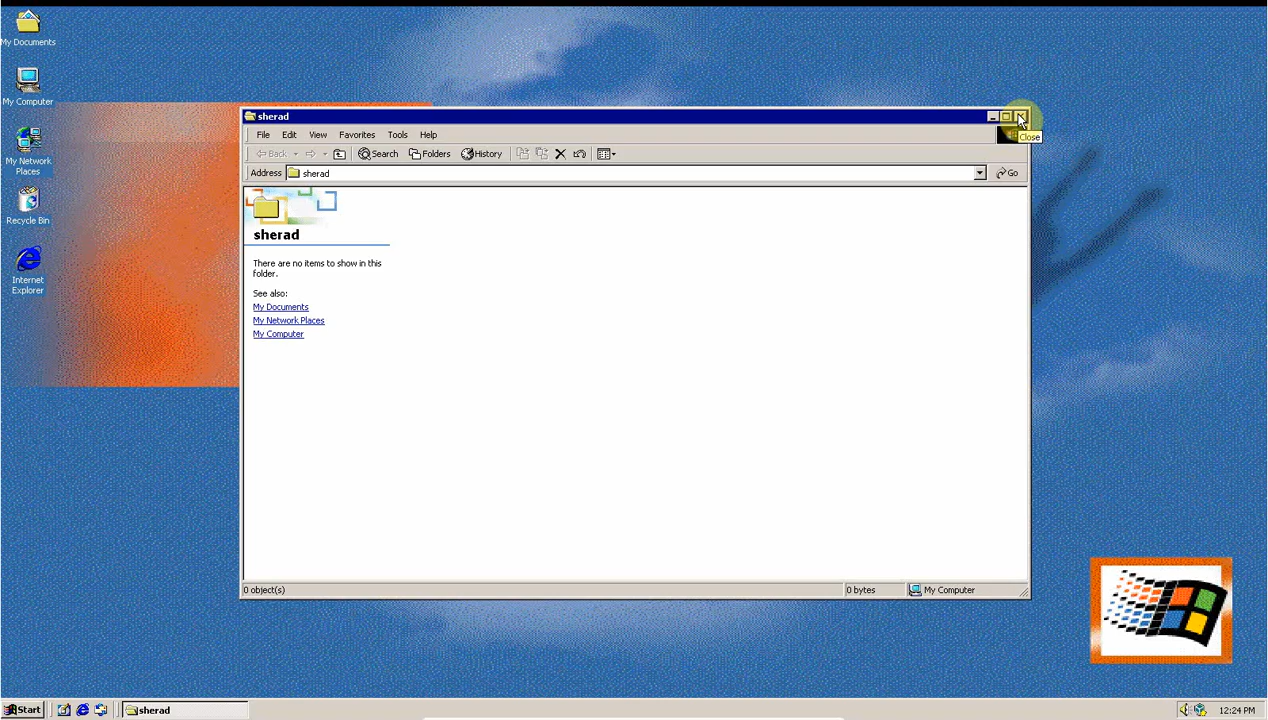 My Documents
My Computer
My Network
Places
Recycle Bin
Internet
Explorer
sherad
File Edit View Favorites Tools Help
Close
Back Search Folders History
Address sherad Go
sherad
There are no items to show in this
folder.
See also:
My Documents
My Network Places
My Computer
0 object(s) 0 bytes My Computer
Start sherad 12:24 PM